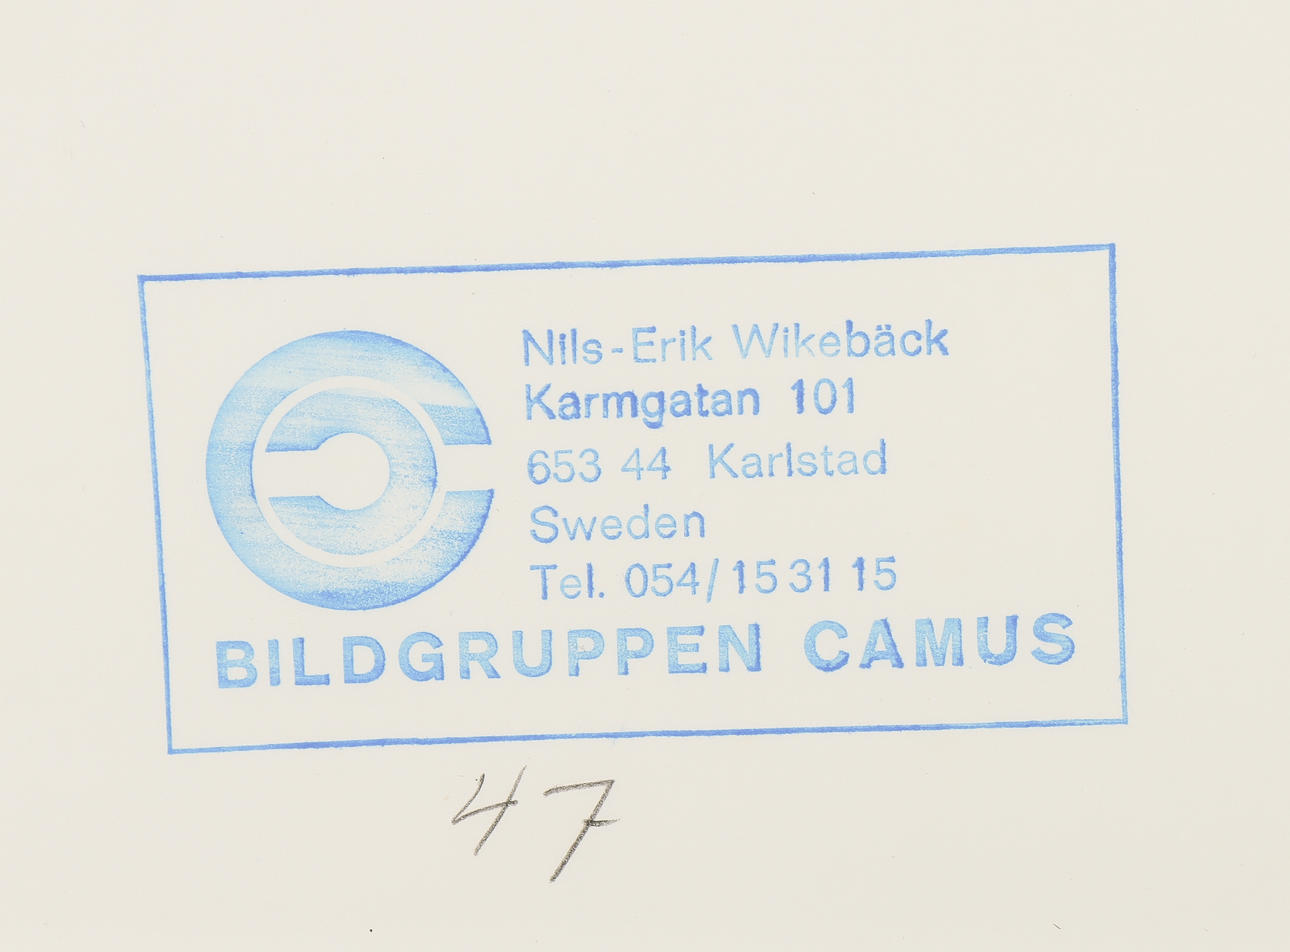 Nils-Erik Wikebäck
Karmgatan 101
653 44 Karlstad
Sweden
Tel. 054/15 31 15
BILDGRUPPEN CAMUS
47